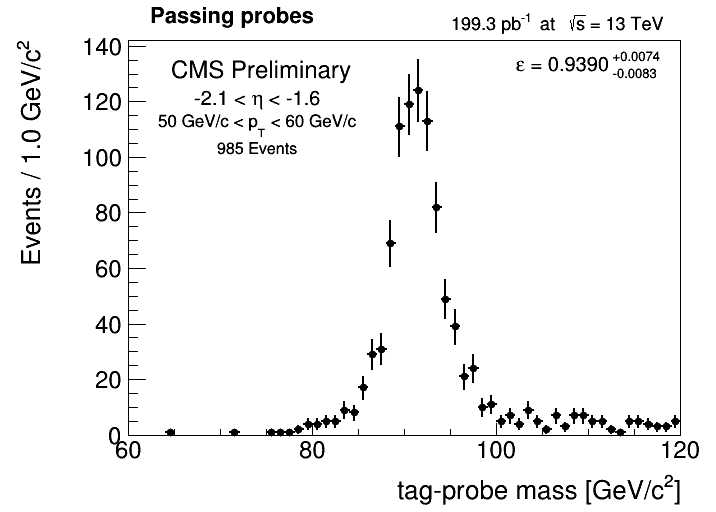 Passing probes
199.3 pb⁻¹ at √s = 13 TeV
CMS Preliminary
-2.1 < η < -1.6
50 GeV/c < p_T < 60 GeV/c
985 Events
ε = 0.9390 +0.0074 -0.0083
Events / 1.0 GeV/c²
140
120
100
80
60
40
20
0
60 80 100 120
tag-probe mass [GeV/c²]